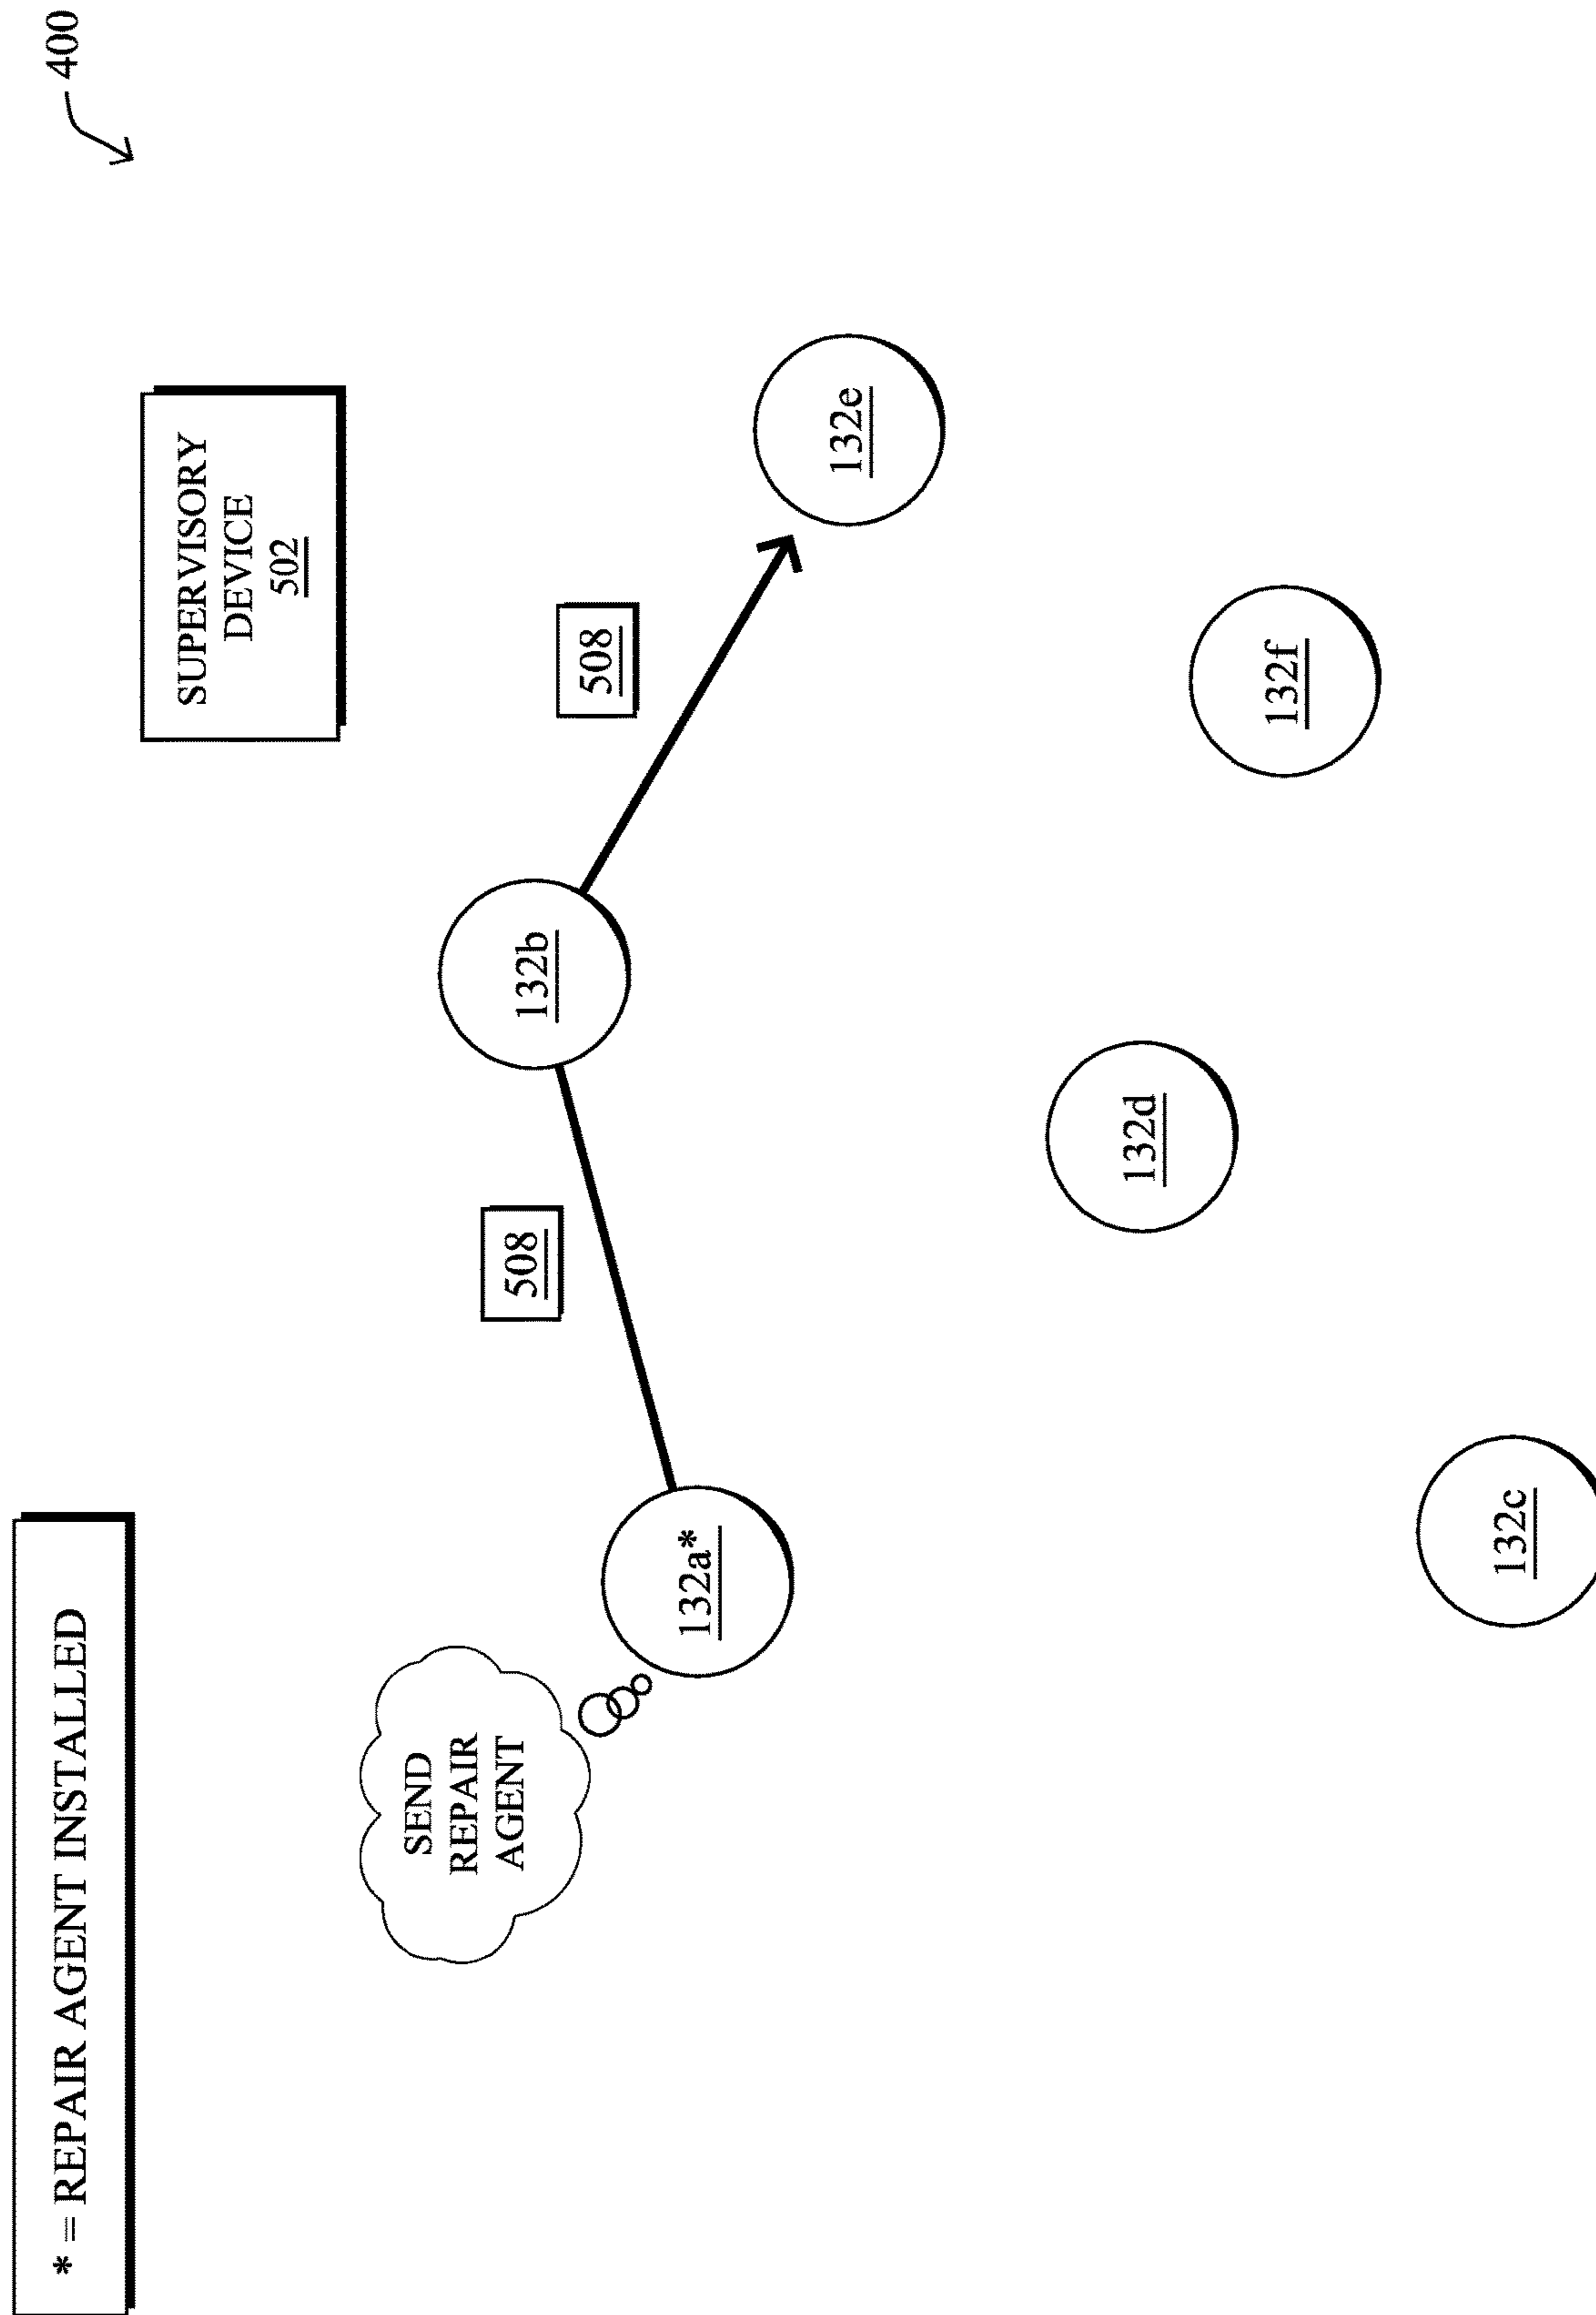 * = REPAIR AGENT INSTALLED
400
SUPERVISORY
DEVICE
502
SEND
REPAIR
AGENT
508
132b
508
132a*
132e
132d
132f
132c